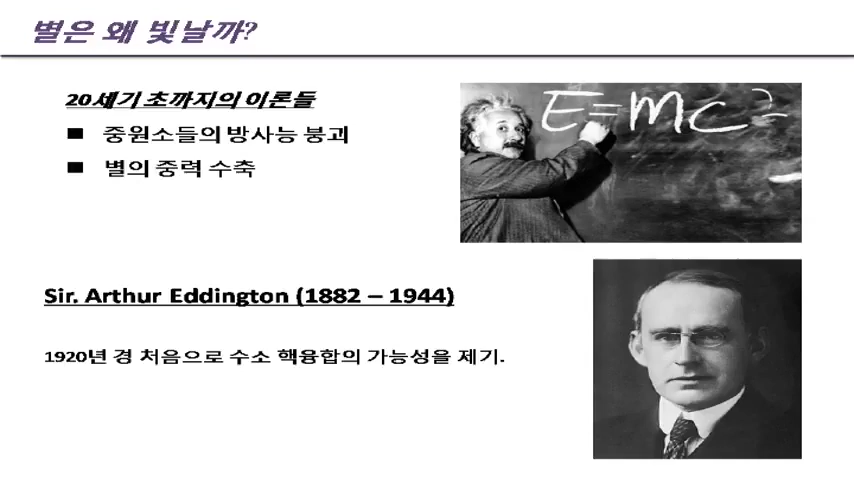 별은 왜 빛날까?
20세기 초까지의 이론들
■ 중원소들의 방사능 붕괴
■ 별의 중력 수축
E=mc²=
Sir. Arthur Eddington (1882 – 1944)
1920년 경 처음으로 수소 핵융합의 가능성을 제기.